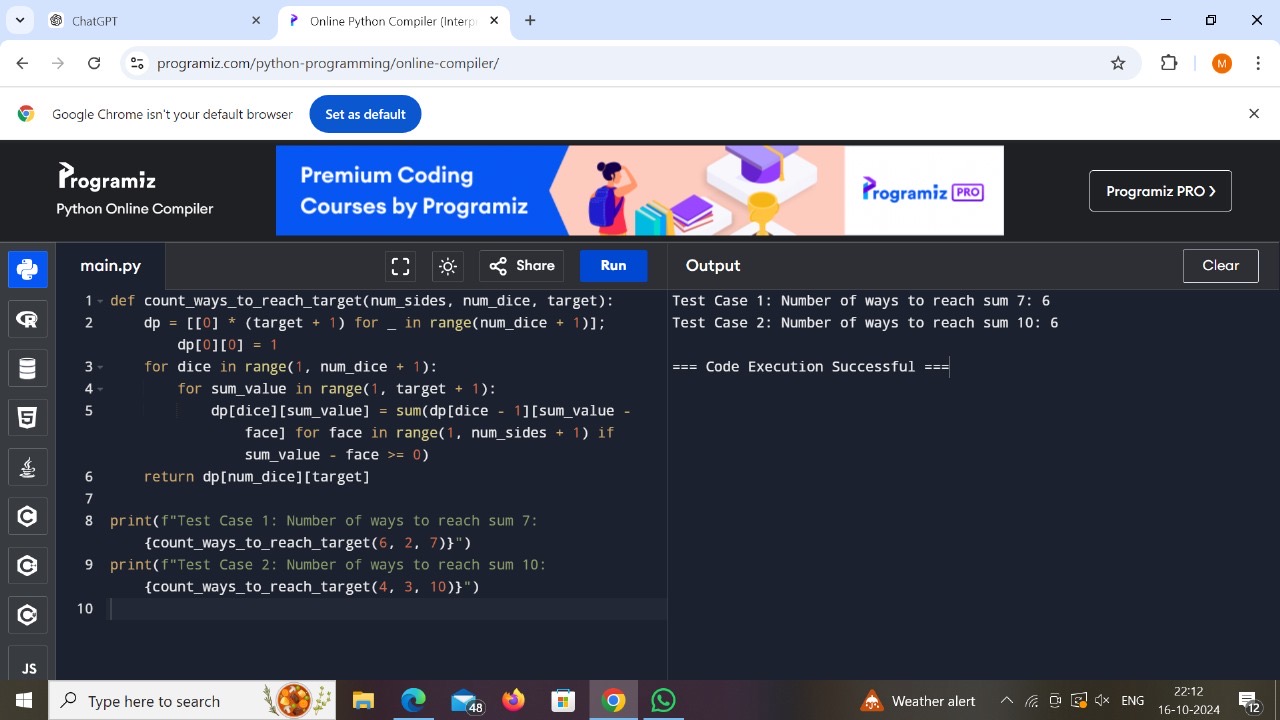 ChatGPT
Online Python Compiler (Interp
programiz.com/python-programming/online-compiler/
M
Google Chrome isn't your default browser
Set as default
Programiz
Python Online Compiler
Premium Coding
Courses by Programiz
Programiz PRO
Programiz PRO
main.py
Share
Run
Output
Clear
1 def count_ways_to_reach_target(num_sides, num_dice, target):
2 dp = [[0] * (target + 1) for _ in range(num_dice + 1)];
dp[0][0] = 1
3 for dice in range(1, num_dice + 1):
4 for sum_value in range(1, target + 1):
5 dp[dice][sum_value] = sum(dp[dice - 1][sum_value -
face] for face in range(1, num_sides + 1) if
sum_value - face >= 0)
6 return dp[num_dice][target]
7
8 print(f"Test Case 1: Number of ways to reach sum 7:
{count_ways_to_reach_target(6, 2, 7)}")
9 print(f"Test Case 2: Number of ways to reach sum 10:
{count_ways_to_reach_target(4, 3, 10)}")
10
Test Case 1: Number of ways to reach sum 7: 6
Test Case 2: Number of ways to reach sum 10: 6
=== Code Execution Successful ===
JS
Type here to search
48
Weather alert
ENG
22:12
16-10-2024
12